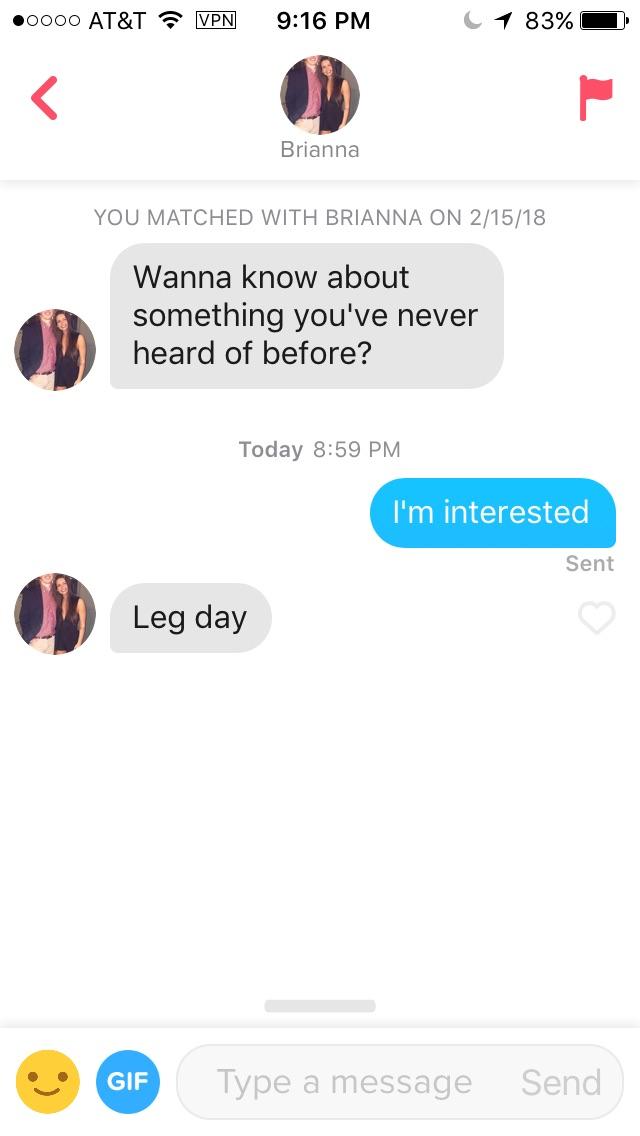 AT&T VPN 9:16 PM 83%
Brianna
YOU MATCHED WITH BRIANNA ON 2/15/18
Wanna know about
something you've never
heard of before?
Today 8:59 PM
I'm interested
Sent
Leg day
GIF Type a message Send